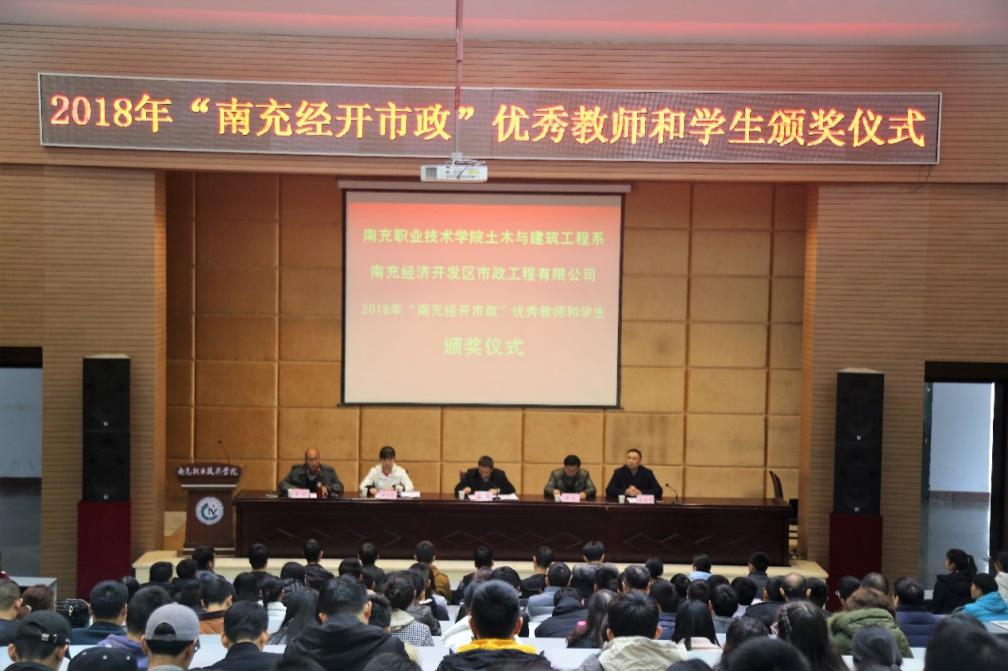 2018年“南充经开市政”优秀教师和学生颁奖仪式
南充职业技术学院土木与建筑工程系
南充经济开发区市政工程有限公司
2018年“南充经开市政”优秀教师和学生
颁奖仪式
南充职业技术学院